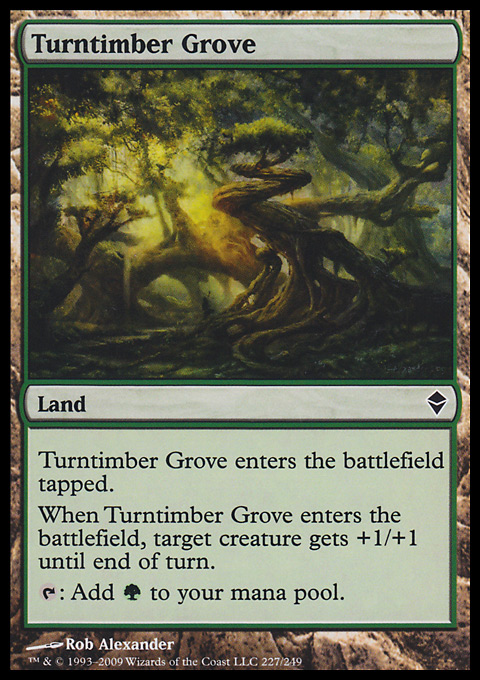 Turntimber Grove
Land
Turntimber Grove enters the battlefield
tapped.
When Turntimber Grove enters the
battlefield, target creature gets +1/+1
until end of turn.
: Add to your mana pool.
Rob Alexander
™ & © 1993–2009 Wizards of the Coast LLC 227/249